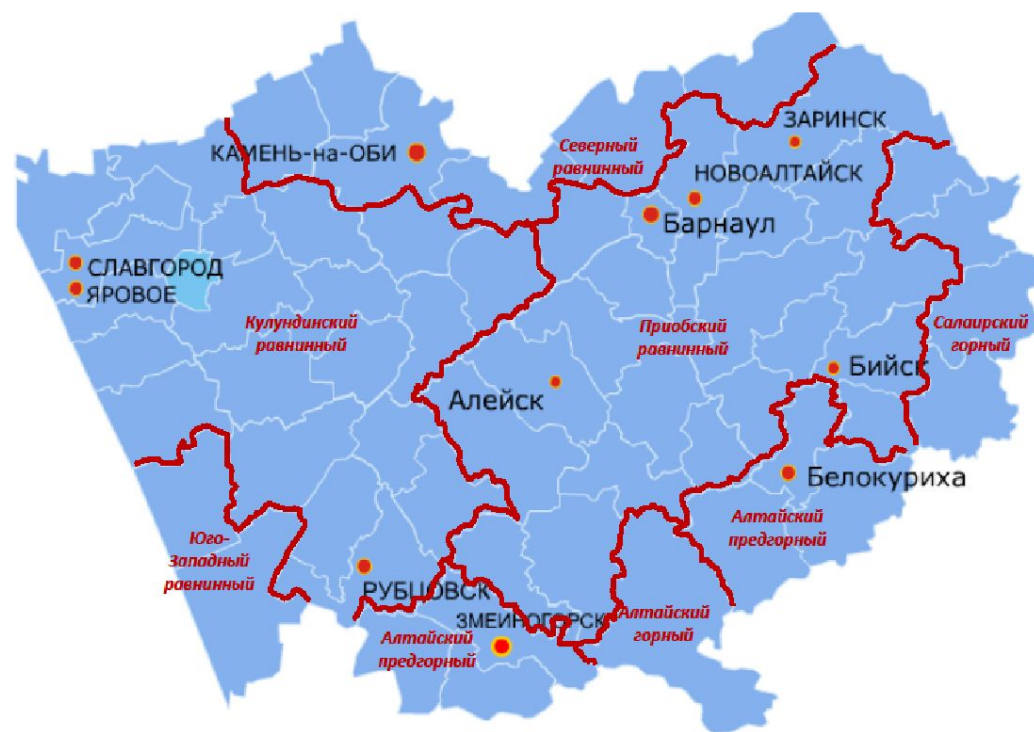 ЗАРИНСК
Северный
равнинный
КАМЕНЬ-на-ОБИ
НОВОАЛТАЙСК
Барнаул
СЛАВГОРОД
ЯРОВОЕ
Кулундинский
равнинный
Приобский
равнинный
Салаирский
горный
Бийск
Алейск
Белокуриха
Алтайский
предгорный
Юго-
Западный
равнинный
РУБЦОВСК
ЗМЕИНОГОРСК
Алтайский
горный
Алтайский
предгорный